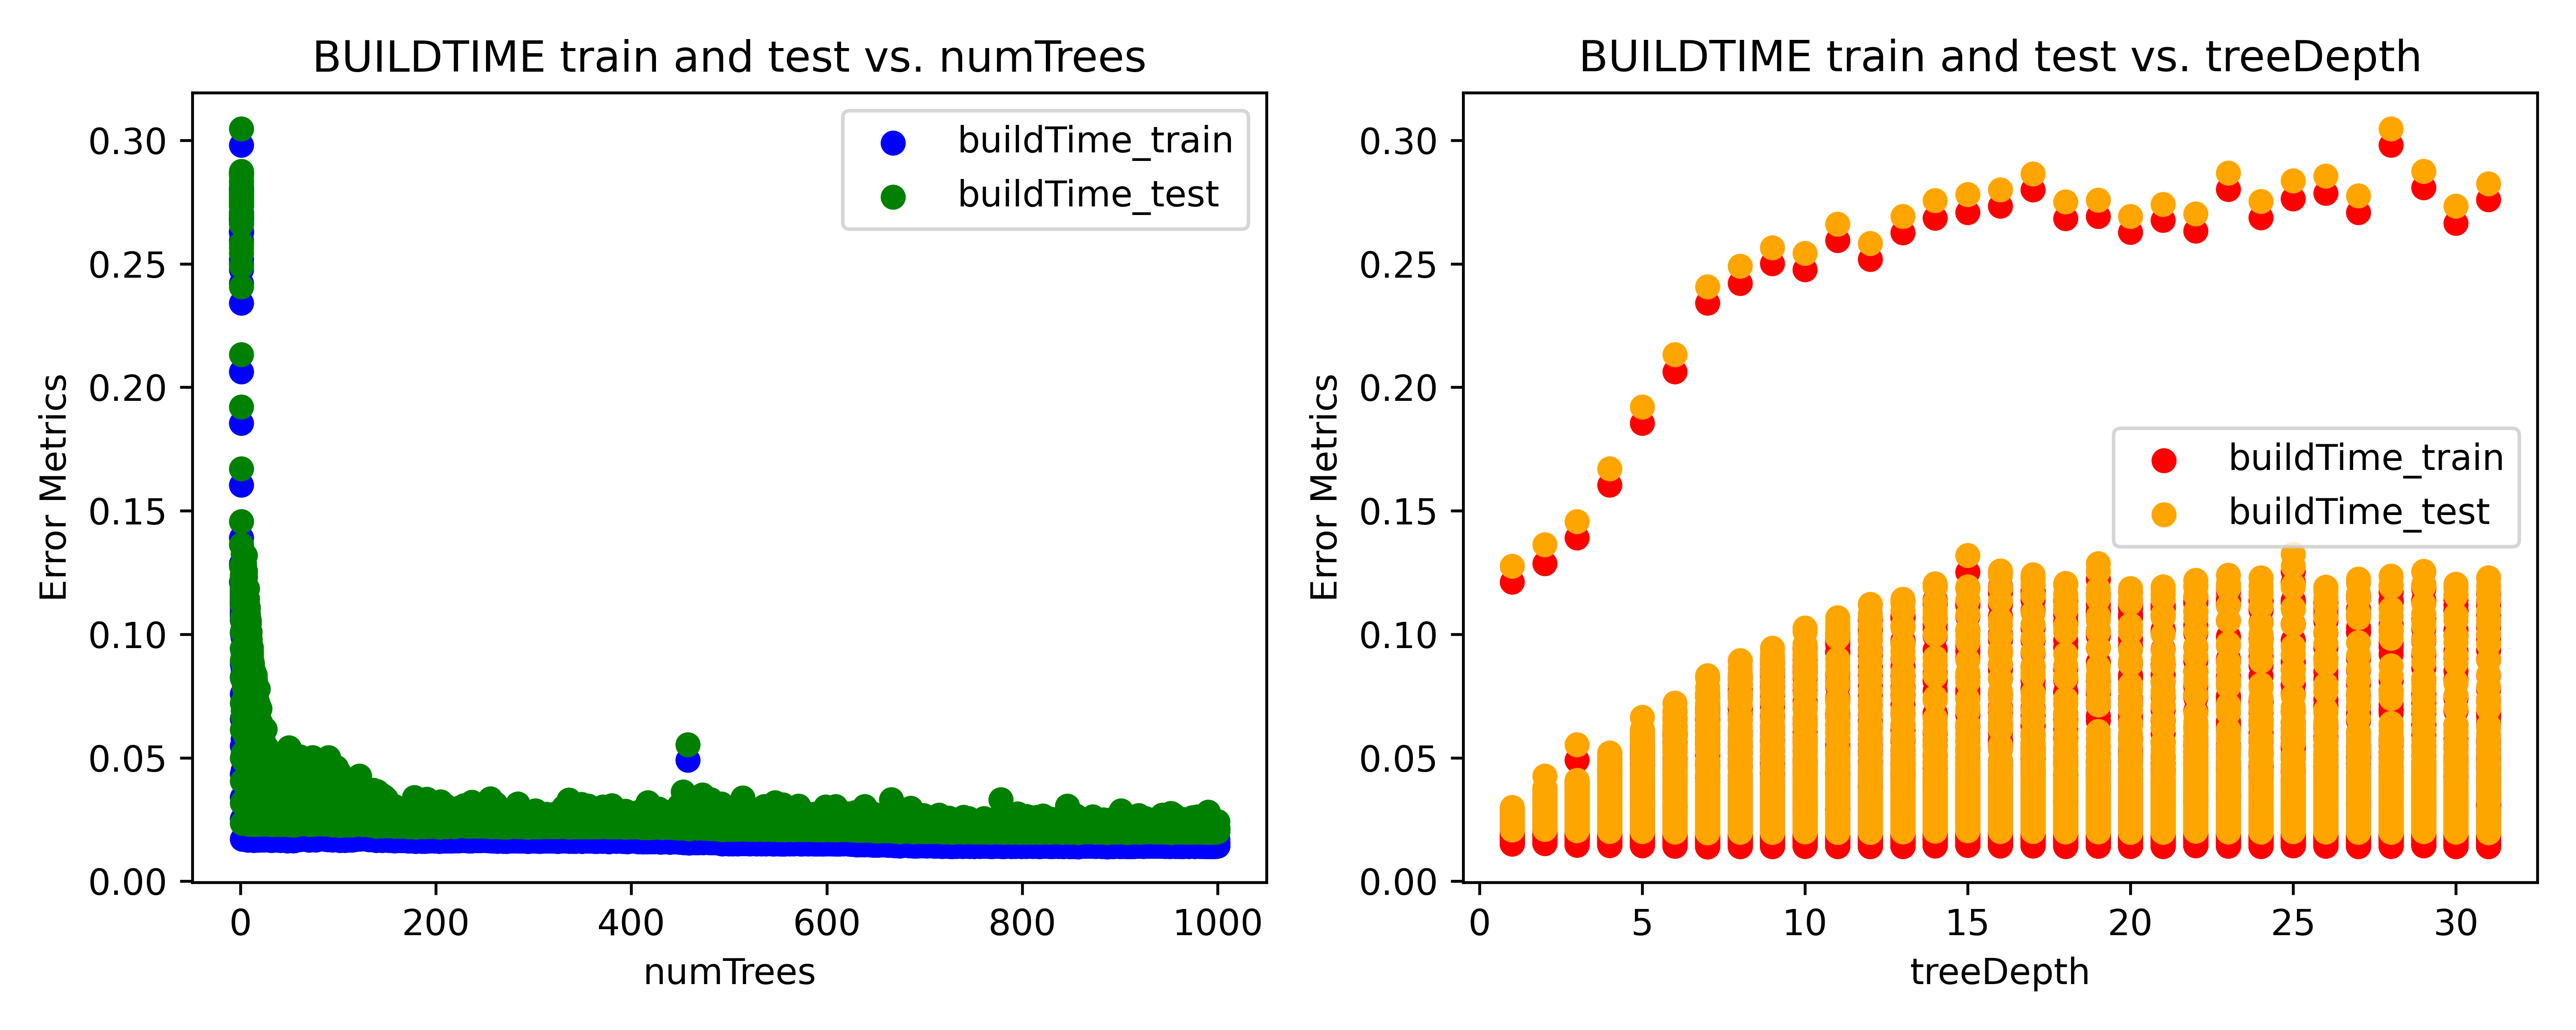 BUILDTIME train and test vs. numTrees
buildTime_train
buildTime_test
Error Metrics
0.30
0.25
0.20
0.15
0.10
0.05
0.00
0 200 400 600 800 1000
numTrees
BUILDTIME train and test vs. treeDepth
buildTime_train
buildTime_test
Error Metrics
0.30
0.25
0.20
0.15
0.10
0.05
0.00
0 5 10 15 20 25 30
treeDepth